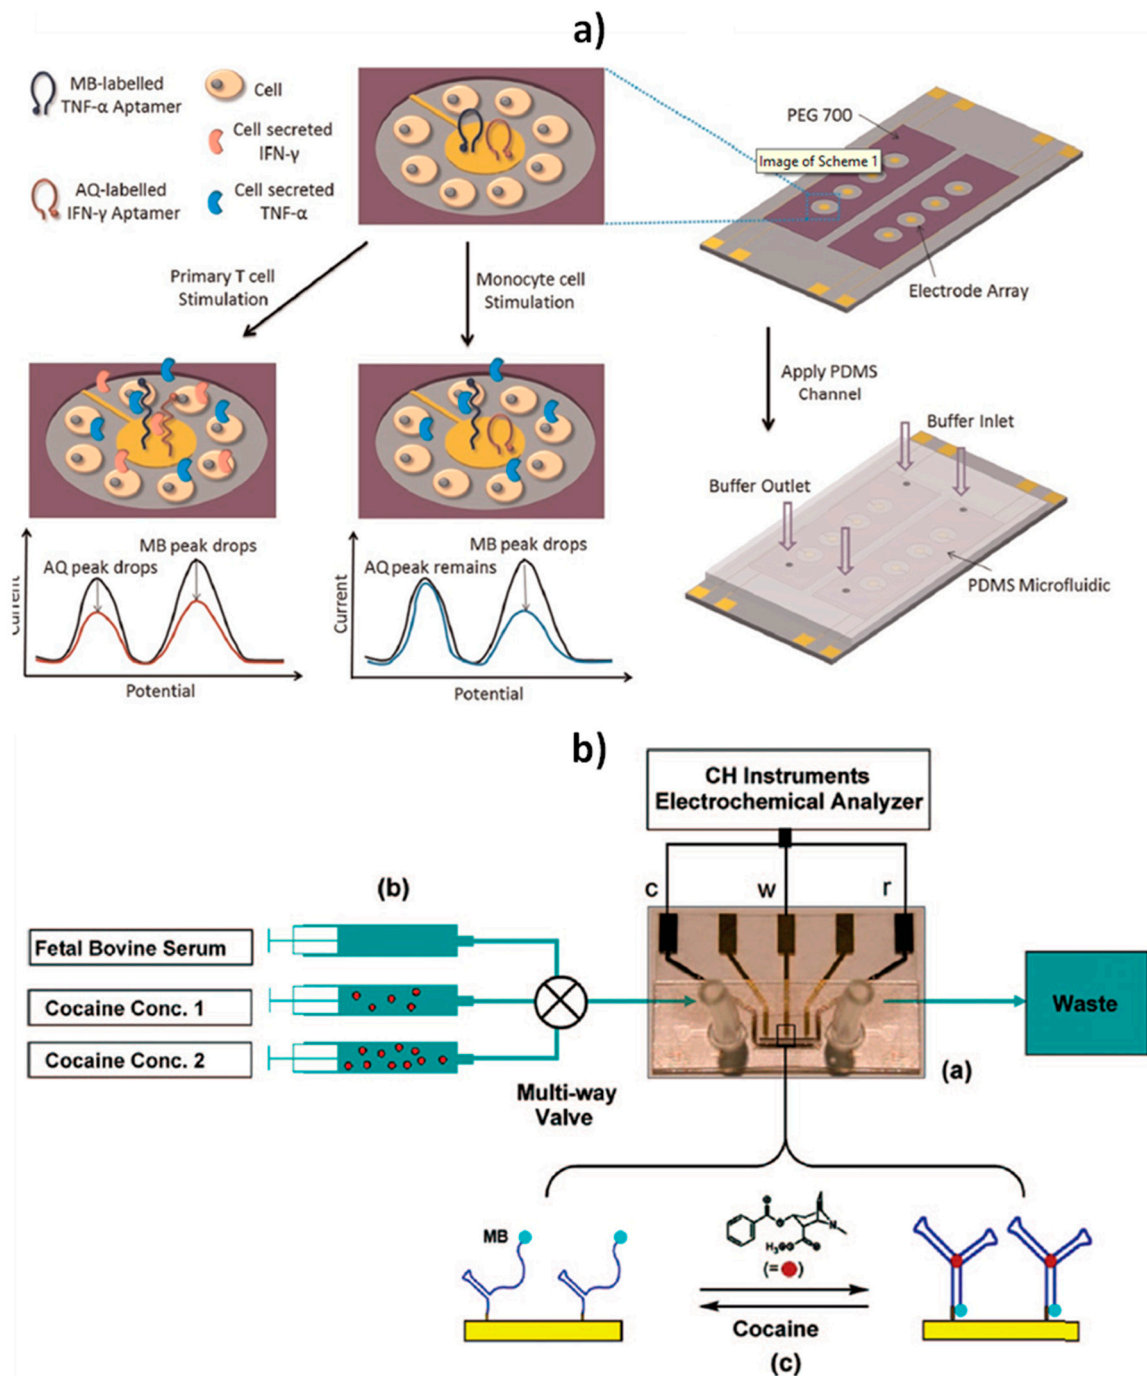 a)
MB-labelled
TNF-α Aptamer
Cell
Cell secreted
IFN-γ
AQ-labelled
IFN-γ Aptamer
Cell secreted
TNF-α
PEG 700
Image of Scheme 1
Electrode Array
Primary T cell
Stimulation
Monocyte cell
Stimulation
Apply PDMS
Channel
Buffer Inlet
Buffer Outlet
PDMS Microfluidic
MB peak drops
AQ peak drops
Current
Potential
MB peak drops
AQ peak remains
Current
Potential
b)
CH Instruments
Electrochemical Analyzer
c
w
r
(b)
Fetal Bovine Serum
Cocaine Conc. 1
Cocaine Conc. 2
Multi-way
Valve
Waste
(a)
MB
O
O
N
H₃CO
O
(= )
Cocaine
(c)